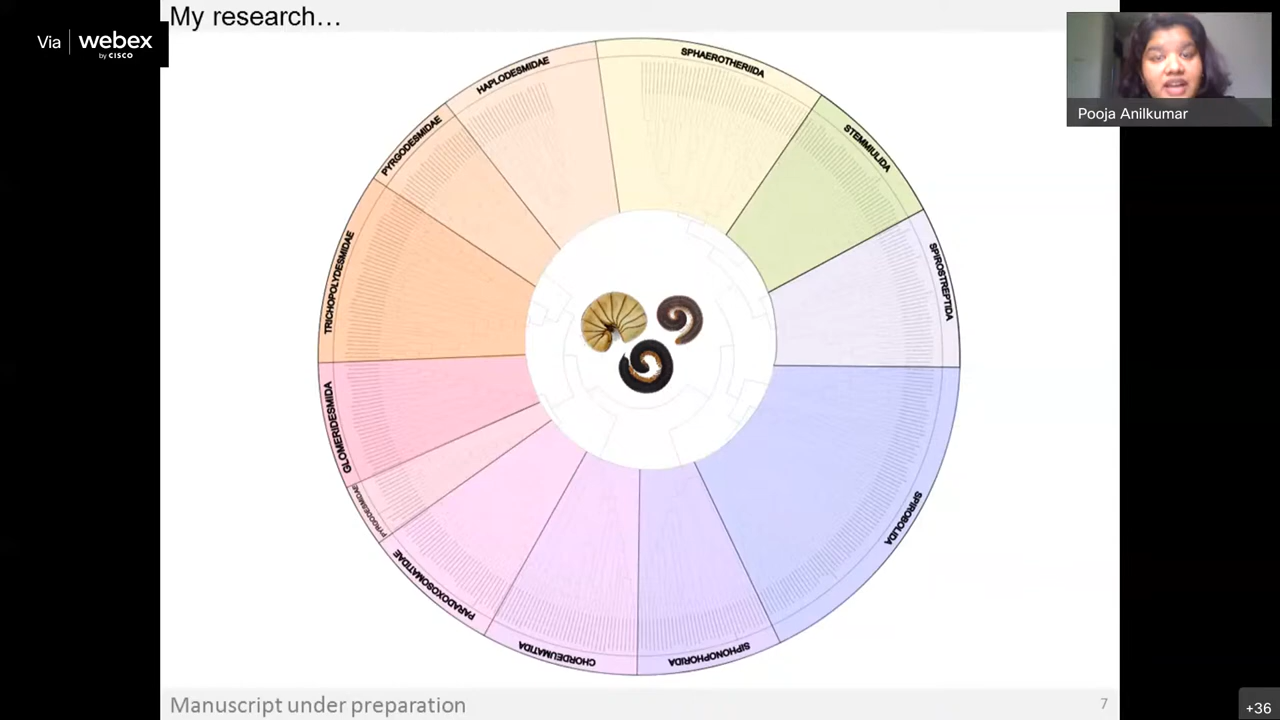 My research…
Via webex
by CISCO
Pooja Anilkumar
SPHAEROTHERIIDA
STEMMIULIDA
SPIROSTREPTIDA
SPIROBOLIDA
SIPHONOPHORIDA
CHORDEUMATIDA
PARADOXOSOMATIDAE
PYRGODESMIDAE
GLOMERIDESMIDA
TRICHOPOLYDESMIDAE
PYRGODESMIDAE
HAPLODESMIDAE
Manuscript under preparation
7
+36